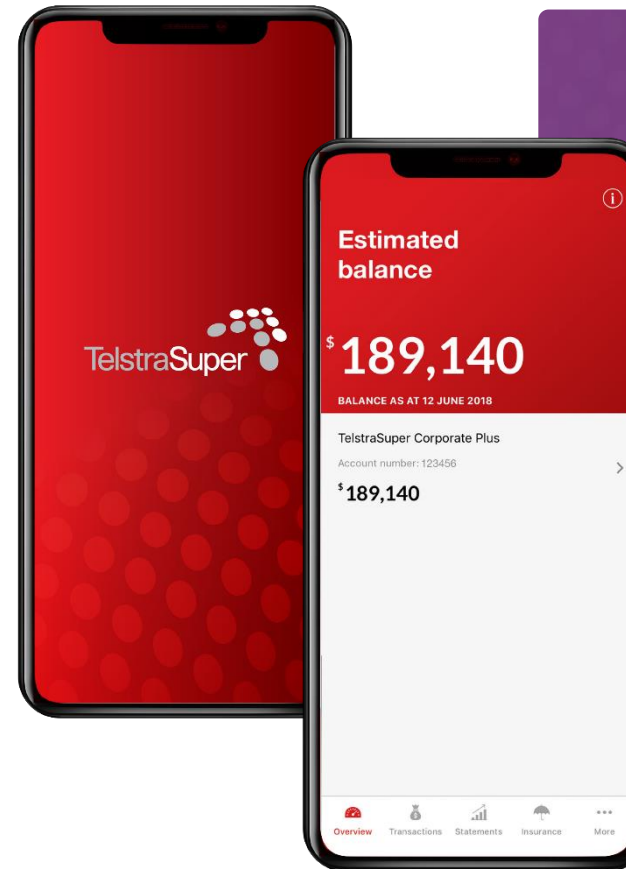 TelstraSuper
i
Estimated
balance
$189,140
BALANCE AS AT 12 JUNE 2018
TelstraSuper Corporate Plus
Account number: 123456
$189,140
Overview Transactions Statements Insurance More